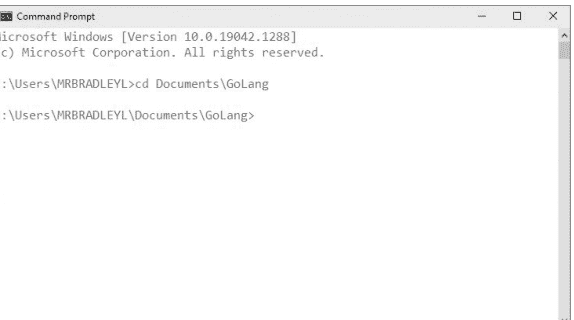 Command Prompt
icrosoft Windows [Version 10.0.19042.1288]
c) Microsoft Corporation. All rights reserved.
:\Users\MRBRADLEYL>cd Documents\GoLang
:\Users\MRBRADLEYL\Documents\GoLang>